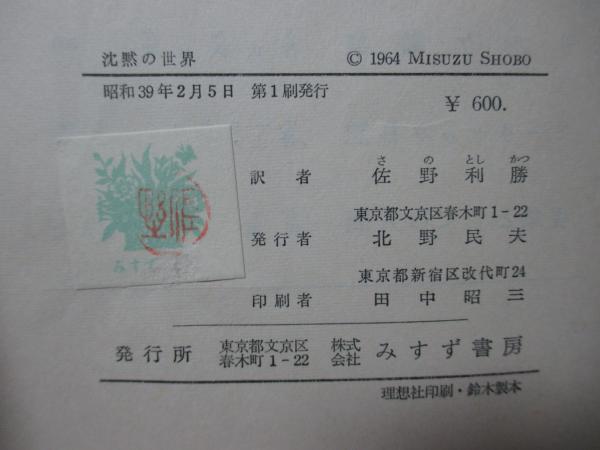 沈黙の世界 © 1964 MISUZU SHOBO
昭和39年2月5日 第1刷発行
¥ 600.
さのとしかつ
訳者 佐野利勝
東京都文京区春木町1-22
発行者 北野民夫
東京都新宿区改代町24
印刷者 田中昭三
発行所 東京都文京区春木町1-22 株式会社 みすず書房
理想社印刷・鈴木製本
佐野
みすず